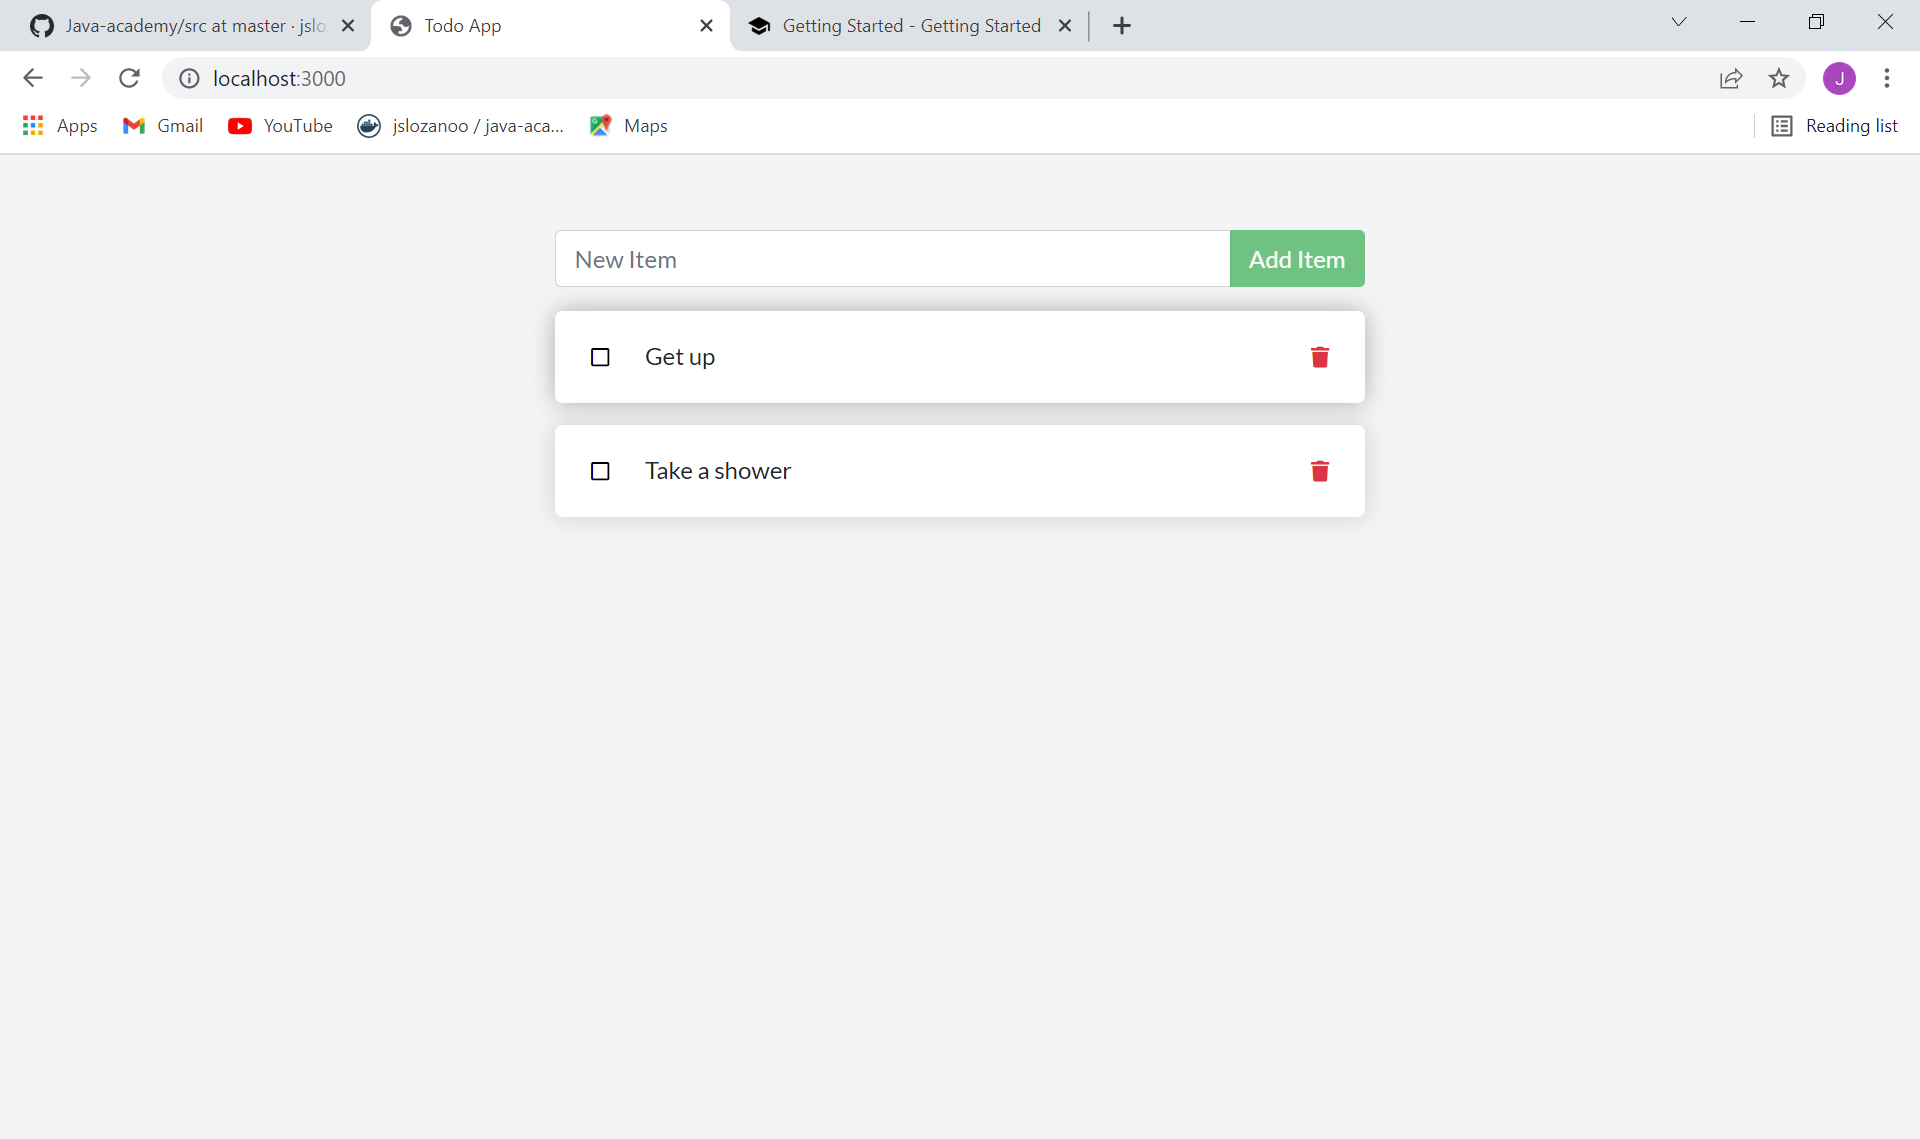 Java-academy/src at master · jslo
Todo App
Getting Started - Getting Started
localhost:3000
J
Apps
Gmail
YouTube
jslozanoo / java-aca...
Maps
Reading list
New Item
Add Item
Get up
Take a shower